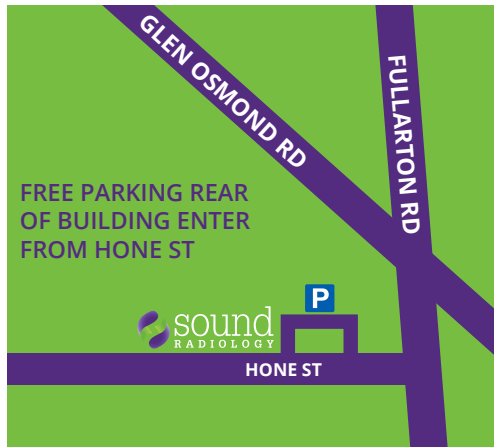 GLEN OSMOND RD
FULLARTON RD
FREE PARKING REAR
OF BUILDING ENTER
FROM HONE ST
P
sound
RADIOLOGY
HONE ST